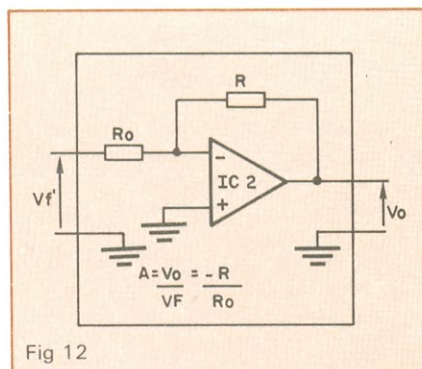 R
Ro
-
IC 2
+
Vf'
Vo
A=Vo = -R
VF Ro
Fig 12